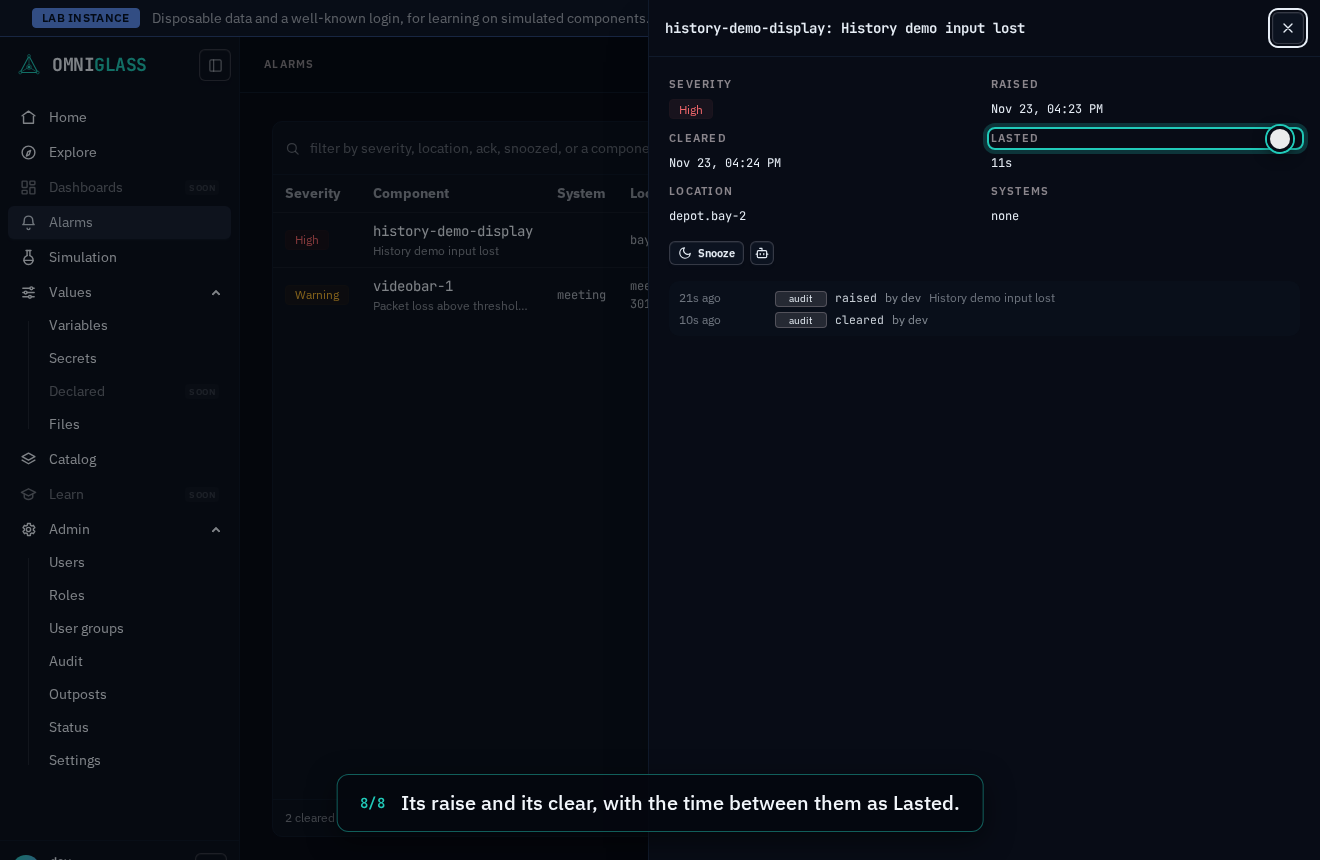 LAB INSTANCE Disposable data and a well-known login, for learning on simulated components.
OMNIGLASS
Home
Explore
Dashboards SOON
Alarms
Simulation
Values
Variables
Secrets
Declared SOON
Files
Catalog
Learn SOON
Admin
Users
Roles
User groups
Audit
Outposts
Status
Settings
ALARMS
filter by severity, location, ack, snoozed, or a compone
Severity Component System Loc
High history-demo-display bay
History demo input lost
Warning videobar-1 meeting mee
Packet loss above threshol... 301
2 cleared
history-demo-display: History demo input lost
SEVERITY RAISED
High Nov 23, 04:23 PM
CLEARED LASTED
Nov 23, 04:24 PM 11s
LOCATION SYSTEMS
depot.bay-2 none
Snooze
21s ago audit raised by dev History demo input lost
10s ago audit cleared by dev
8/8 Its raise and its clear, with the time between them as Lasted.